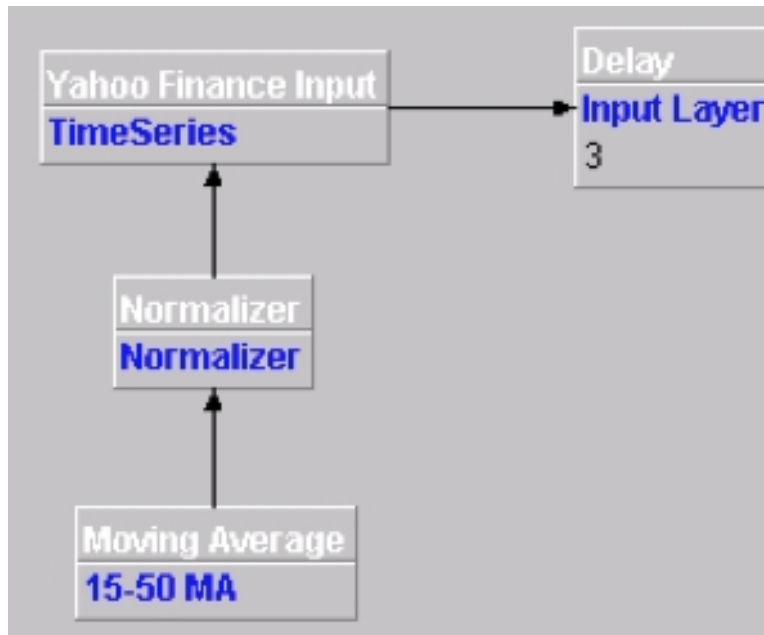 Yahoo Finance Input
TimeSeries
Delay
Input Layer
3
Normalizer
Normalizer
Moving Average
15-50 MA